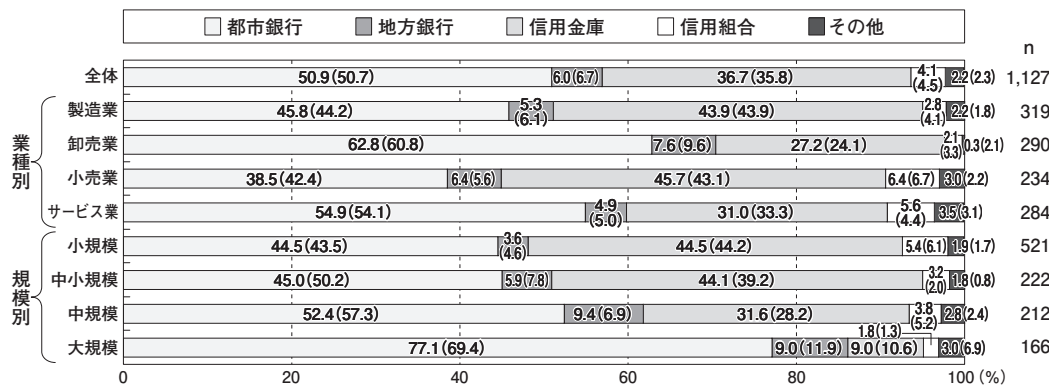 都市銀行 地方銀行 信用金庫 信用組合 その他
n
全体 50.9(50.7) 6.0(6.7) 36.7(35.8) 4.1(4.5) 2.2(2.3) 1,127
業種別
製造業 45.8(44.2) 5.3(6.1) 43.9(43.9) 2.8(4.1) 2.2(1.8) 319
卸売業 62.8(60.8) 7.6(9.6) 27.2(24.1) 2.1(3.3) 0.3(2.1) 290
小売業 38.5(42.4) 6.4(5.6) 45.7(43.1) 6.4(6.7) 3.0(2.2) 234
サービス業 54.9(54.1) 4.9(5.0) 31.0(33.3) 5.6(4.4) 3.5(3.1) 284
規模別
小規模 44.5(43.5) 3.6(4.6) 44.5(44.2) 5.4(6.1) 1.9(1.7) 521
中小規模 45.0(50.2) 5.9(7.8) 44.1(39.2) 3.2(2.0) 1.8(0.8) 222
中規模 52.4(57.3) 9.4(6.9) 31.6(28.2) 3.8(5.2) 2.8(2.4) 212
大規模 77.1(69.4) 9.0(11.9) 9.0(10.6) 1.8(1.3) 3.0(6.9) 166
0 20 40 60 80 100 (%)